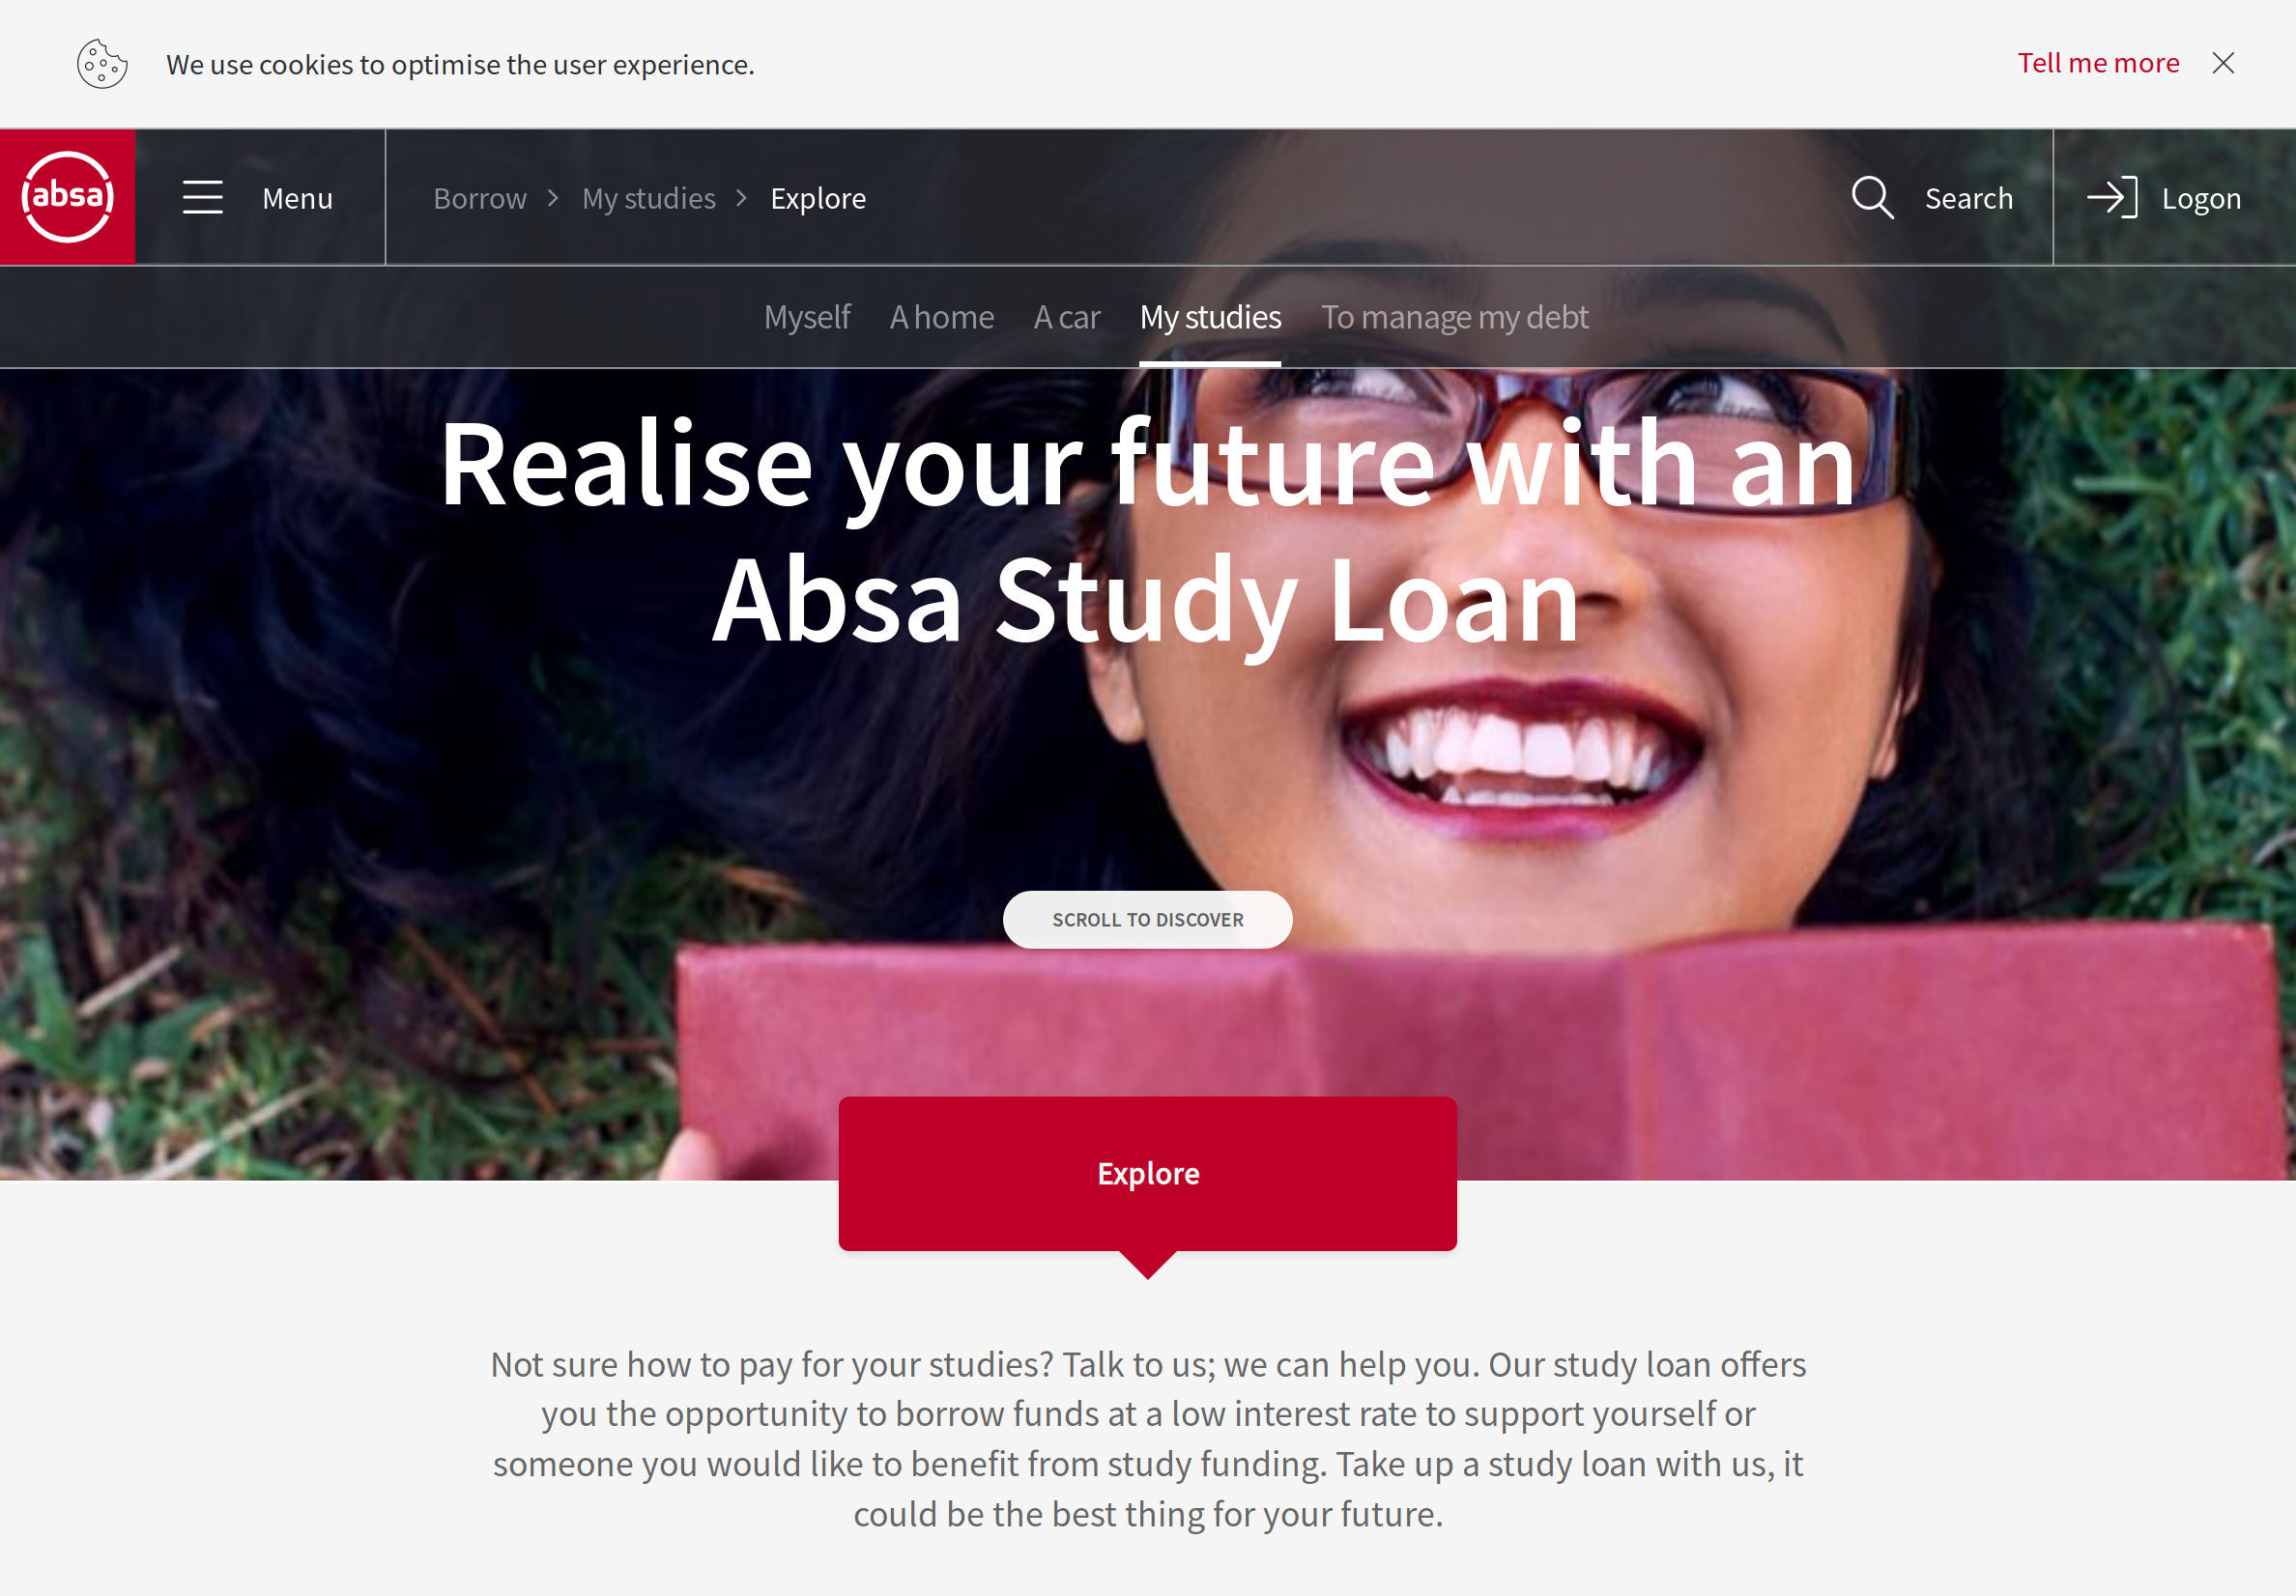 We use cookies to optimise the user experience.
Tell me more
absa
Menu
Borrow
My studies
Explore
Search
Logon
Myself
A home
A car
My studies
To manage my debt
Realise your future with an
Absa Study Loan
SCROLL TO DISCOVER
Explore
Not sure how to pay for your studies? Talk to us; we can help you. Our study loan offers
you the opportunity to borrow funds at a low interest rate to support yourself or
someone you would like to benefit from study funding. Take up a study loan with us, it
could be the best thing for your future.